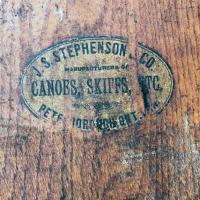 J.S. STEPHENSON, CO
MANUFACTURERS OF
CANOES, SKIFFS, ETC.